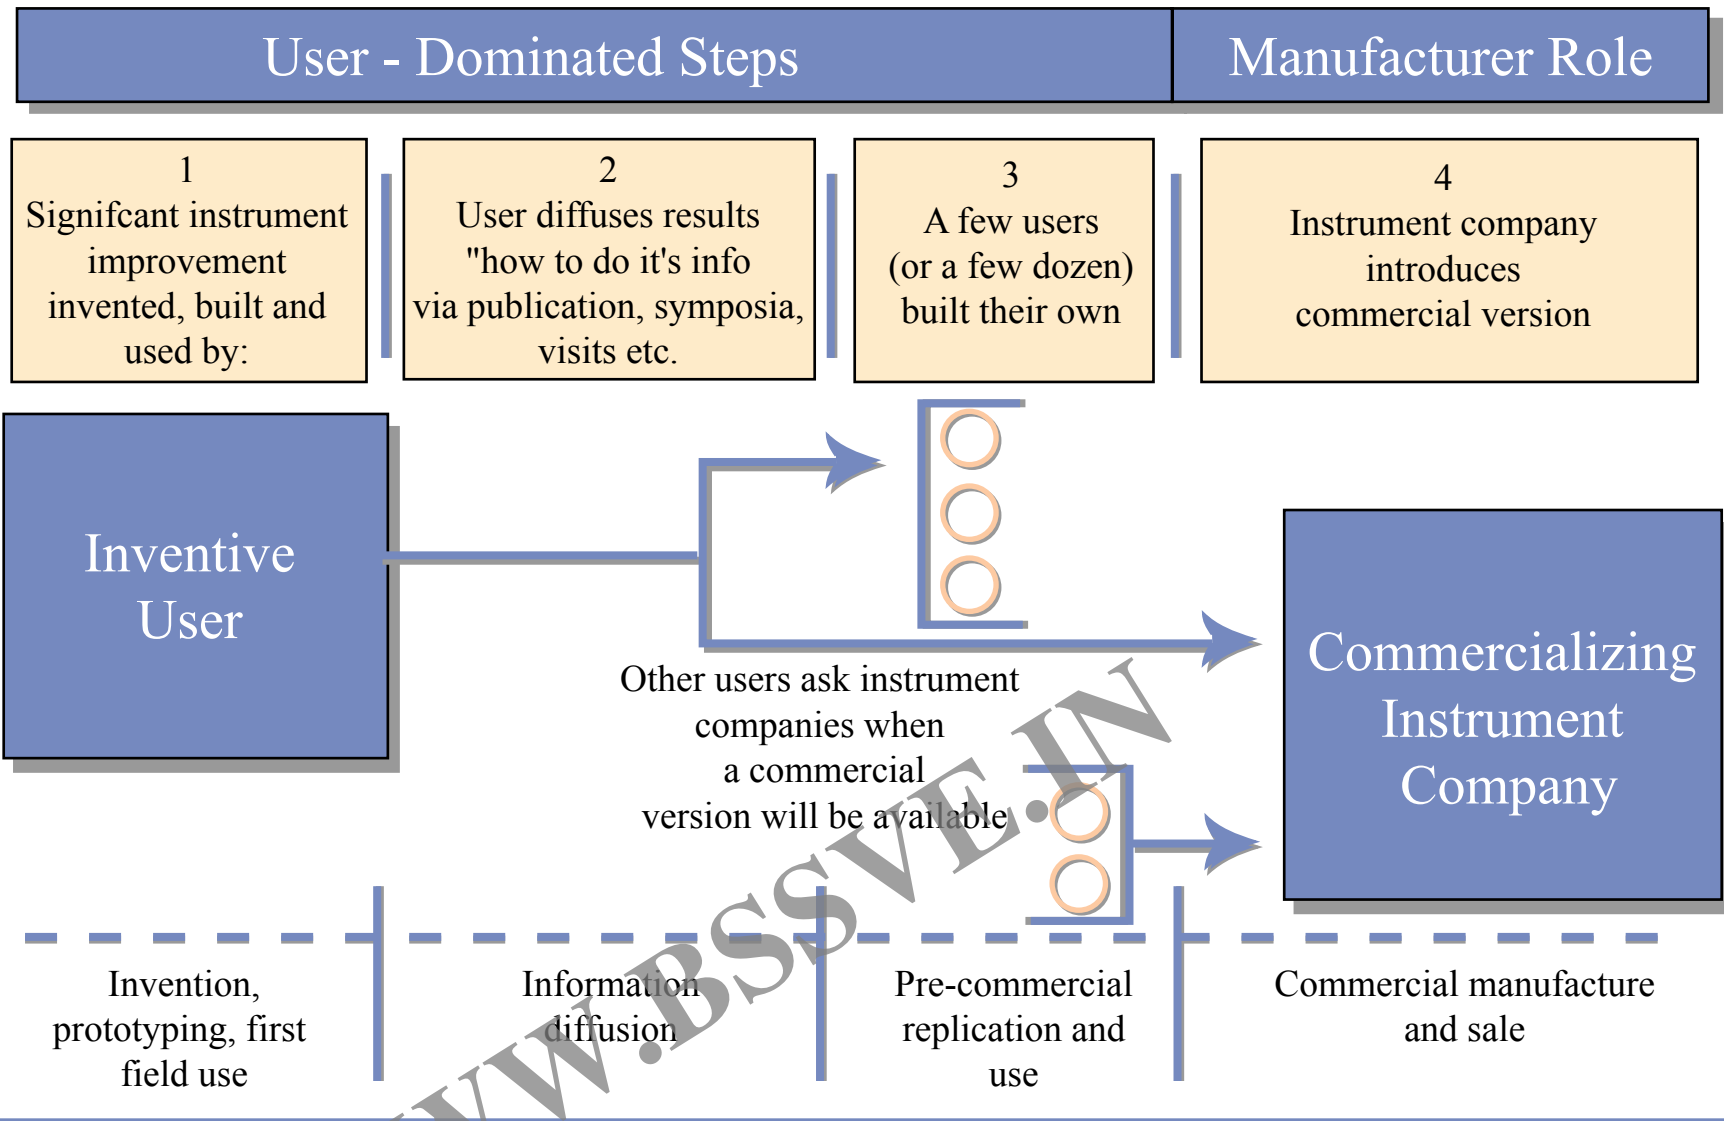 User - Dominated Steps
Manufacturer Role
1
Signifcant instrument
improvement
invented, built and
used by:
2
User diffuses results
"how to do it's info
via publication, symposia,
visits etc.
3
A few users
(or a few dozen)
built their own
4
Instrument company
introduces
commercial version
Inventive
User
Other users ask instrument
companies when
a commercial
version will be available
Commercializing
Instrument
Company
Invention,
prototyping, first
field use
Information
diffusion
Pre-commercial
replication and
use
Commercial manufacture
and sale
WW.BSSVE.IN